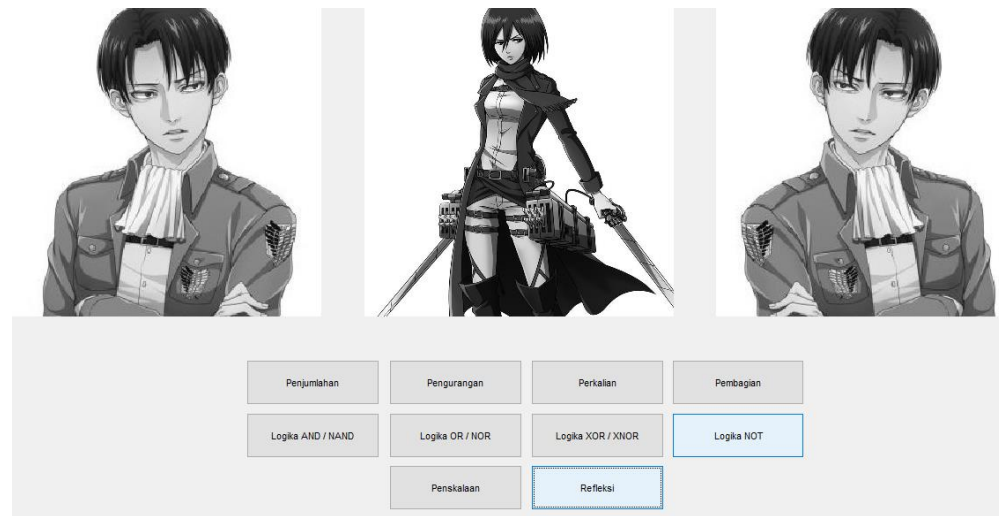 Penjumlahan
Pengurangan
Perkalian
Pembagian
Logika AND / NAND
Logika OR / NOR
Logika XOR / XNOR
Logika NOT
Penskalaan
Refleksi